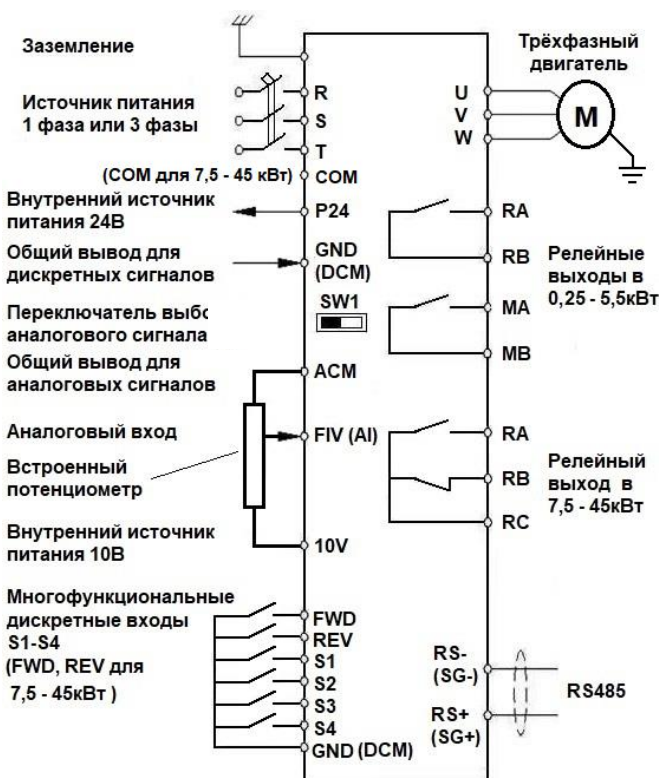 Заземление
Источник питания
1 фаза или 3 фазы
R
S
T
(COM для 7,5 - 45 кВт)
COM
Внутренний источник
питания 24В
P24
Общий вывод для
дискретных сигналов
GND
(DCM)
Переключатель выбо
аналогового сигнала
SW1
Общий вывод для
аналоговых сигналов
ACM
Аналоговый вход
FIV (AI)
Встроенный
потенциометр
Внутренний источник
питания 10В
10V
Многофункциональные
дискретные входы
S1-S4
(FWD, REV для
7,5 - 45кВт )
FWD
REV
S1
S2
S3
S4
GND (DCM)
Трёхфазный
двигатель
U
V
W
M
RA
RB
Релейные
выходы в
0,25 - 5,5кВт
MA
MB
RA
RB
RC
Релейный
выход в
7,5 - 45кВт
RS-
(SG-)
RS+
(SG+)
RS485